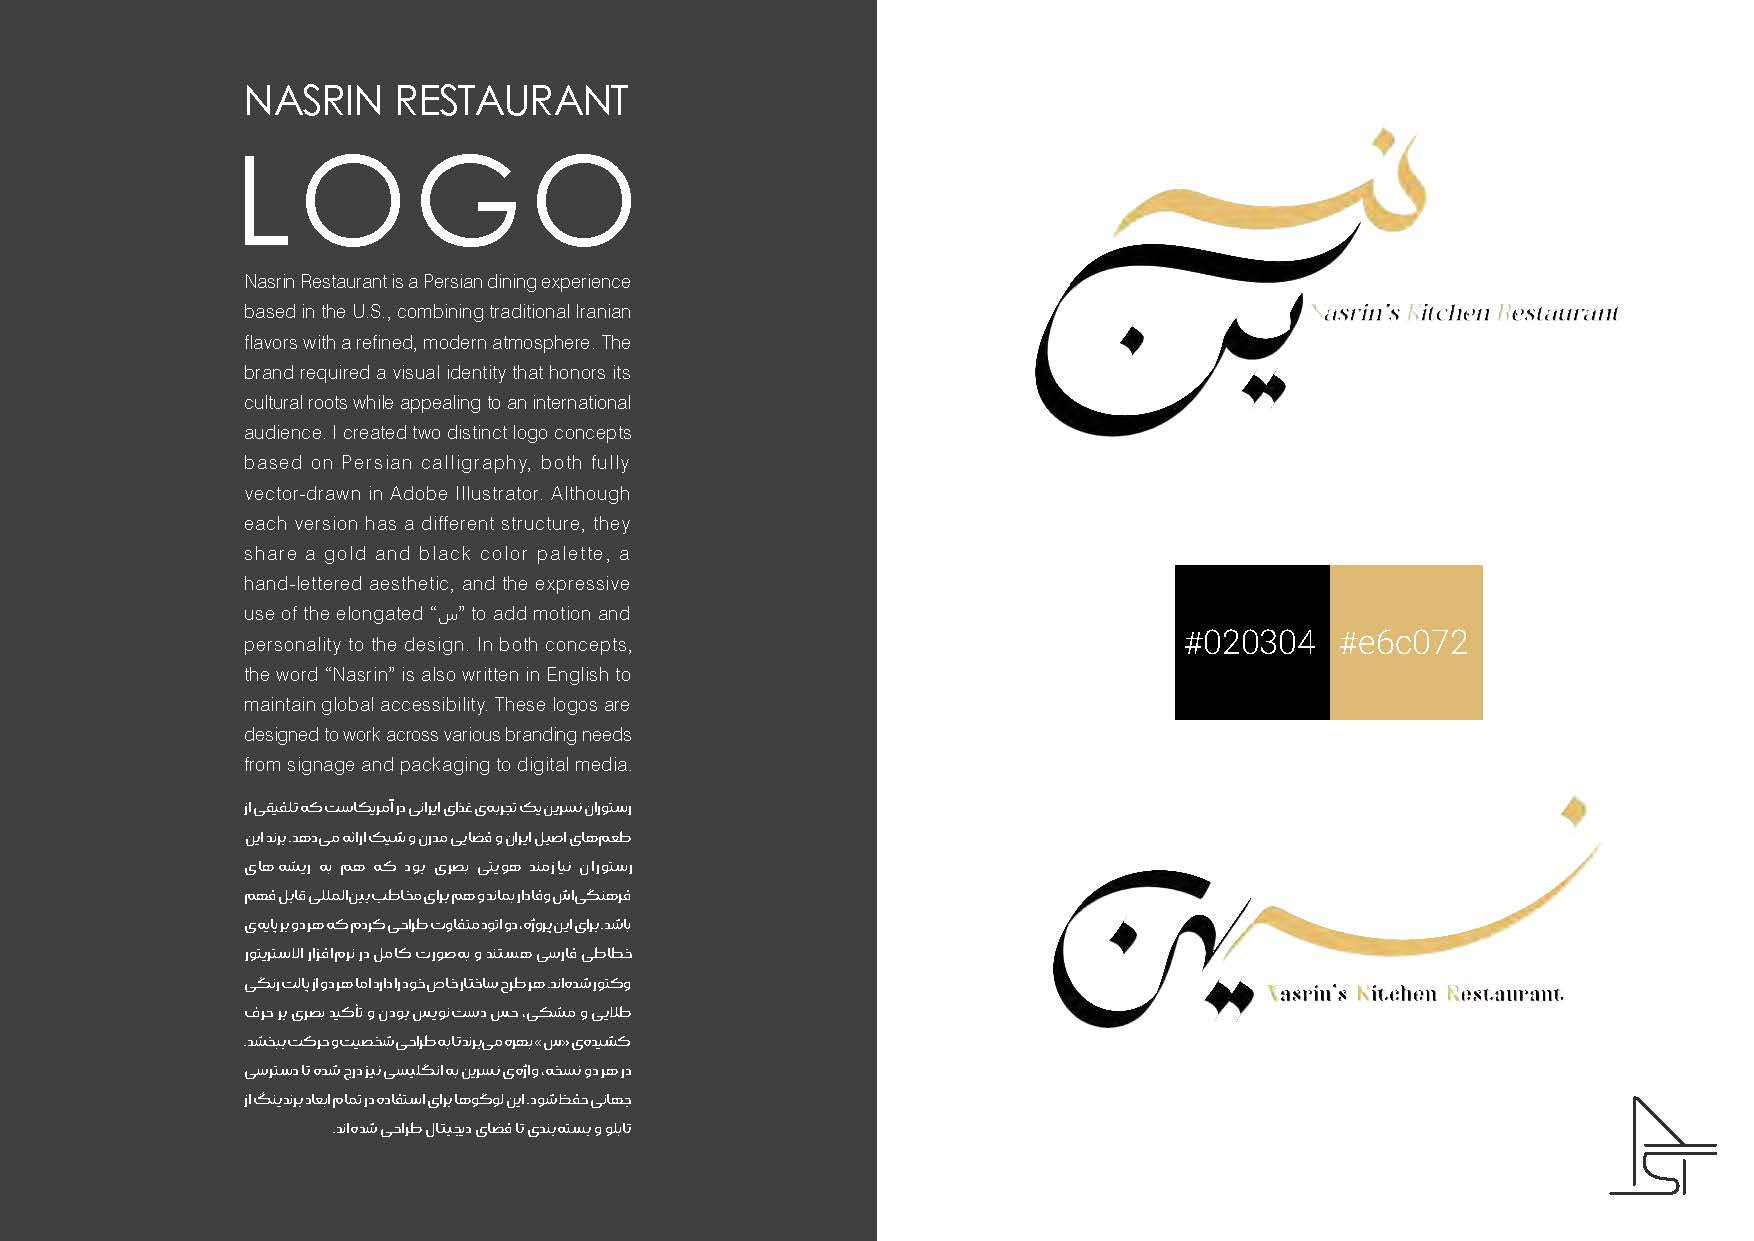 NASRIN RESTAURANT
LOGO
Nasrin Restaurant is a Persian dining experience
based in the U.S., combining traditional Iranian
flavors with a refined, modern atmosphere. The
brand required a visual identity that honors its
cultural roots while appealing to an international
audience. I created two distinct logo concepts
based on Persian calligraphy, both fully
vector-drawn in Adobe Illustrator. Although
each version has a different structure, they
share a gold and black color palette, a
hand-lettered aesthetic, and the expressive
use of the elongated “س” to add motion and
personality to the design. In both concepts,
the word “Nasrin” is also written in English to
maintain global accessibility. These logos are
designed to work across various branding needs
from signage and packaging to digital media.
رستوران نسرین یک تجربه‌ی غذای ایرانی در آمریکاست که تلفیقی از
طعم‌های اصیل ایران و فضایی مدرن و شیک ارائه می‌دهد. برند این
رستوران نیازمند هویتی بصری بود که هم به ریشه‌های
فرهنگی‌اش وفادار بماند و هم برای مخاطب بین‌المللی قابل فهم
باشد. برای این پروژه، دو اتود متفاوت طراحی کردم که هر دو بر پایه‌ی
خطاطی فارسی هستند و به‌صورت کامل در نرم‌افزار الاستریتور
وکتور شده‌اند. هر طرح ساختار خاص خود را دارد اما هر دو از پالت رنگی
طلایی و مشکی، حس دست‌نویس بودن و تأکید بصری بر حرف
کشیده‌ی «س» بهره می‌برند تا به طراحی شخصیت و حرکت ببخشد.
در هر دو نسخه، واژه‌ی نسرین به انگلیسی نیز درج شده تا دسترسی
جهانی حفظ شود. این لوگوها برای استفاده در تمام ابعاد برندینگ از
تابلو و بسته‌بندی تا فضای دیجیتال طراحی شده‌اند.
نسرین
Nasrin's Kitchen Restaurant
#020304 #e6c072
نسرین
Nasrin's Kitchen Restaurant